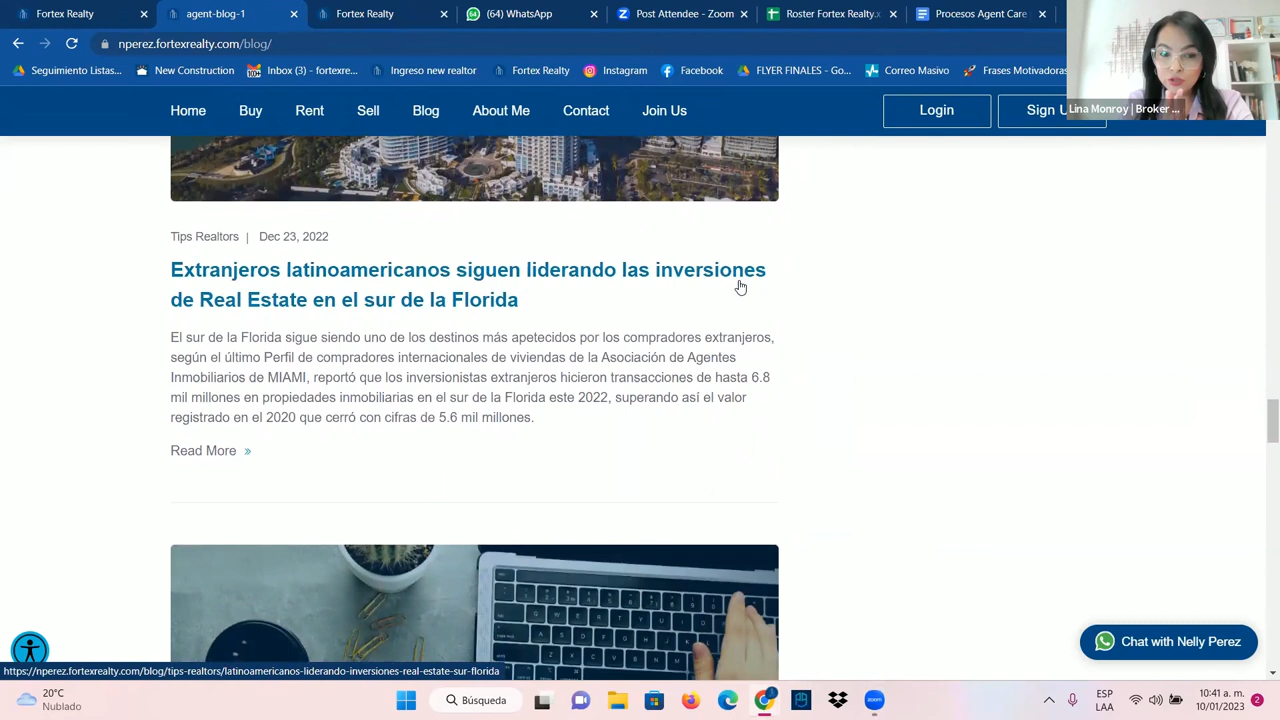 Fortex Realty
agent-blog-1
Fortex Realty
(64) WhatsApp
Post Attendee - Zoom
Roster Fortex Realty.x
Procesos Agent Care
nperez.fortexrealty.com/blog/
Seguimiento Listas...
New Construction
Inbox (3) - fortexre...
Ingreso new realtor
Fortex Realty
Instagram
Facebook
FLYER FINALES - Go...
Correo Masivo
Frases Motivadoras
Lina Monroy | Broker ...
Home
Buy
Rent
Sell
Blog
About Me
Contact
Join Us
Login
Sign U
Tips Realtors | Dec 23, 2022
Extranjeros latinoamericanos siguen liderando las inversiones
de Real Estate en el sur de la Florida
El sur de la Florida sigue siendo uno de los destinos más apetecidos por los compradores extranjeros,
según el último Perfil de compradores internacionales de viviendas de la Asociación de Agentes
Inmobiliarios de MIAMI, reportó que los inversionistas extranjeros hicieron transacciones de hasta 6.8
mil millones en propiedades inmobiliarias en el sur de la Florida este 2022, superando así el valor
registrado en el 2020 que cerró con cifras de 5.6 mil millones.
Read More »
Chat with Nelly Perez
https://nperez.fortexrealty.com/blog/tips-realtors/latinoamericanos-liderando-inversiones-real-estate-sur-florida
20°C
Nublado
Búsqueda
ESP
LAA
10:41 a. m.
10/01/2023
2